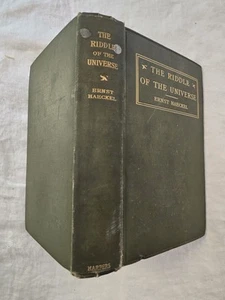 THE
RIDDLE
OF THE
UNIVERSE
ERNST
HAECKEL
HARPERS
THE RIDDLE
OF THE UNIVERSE
ERNST HAECKEL